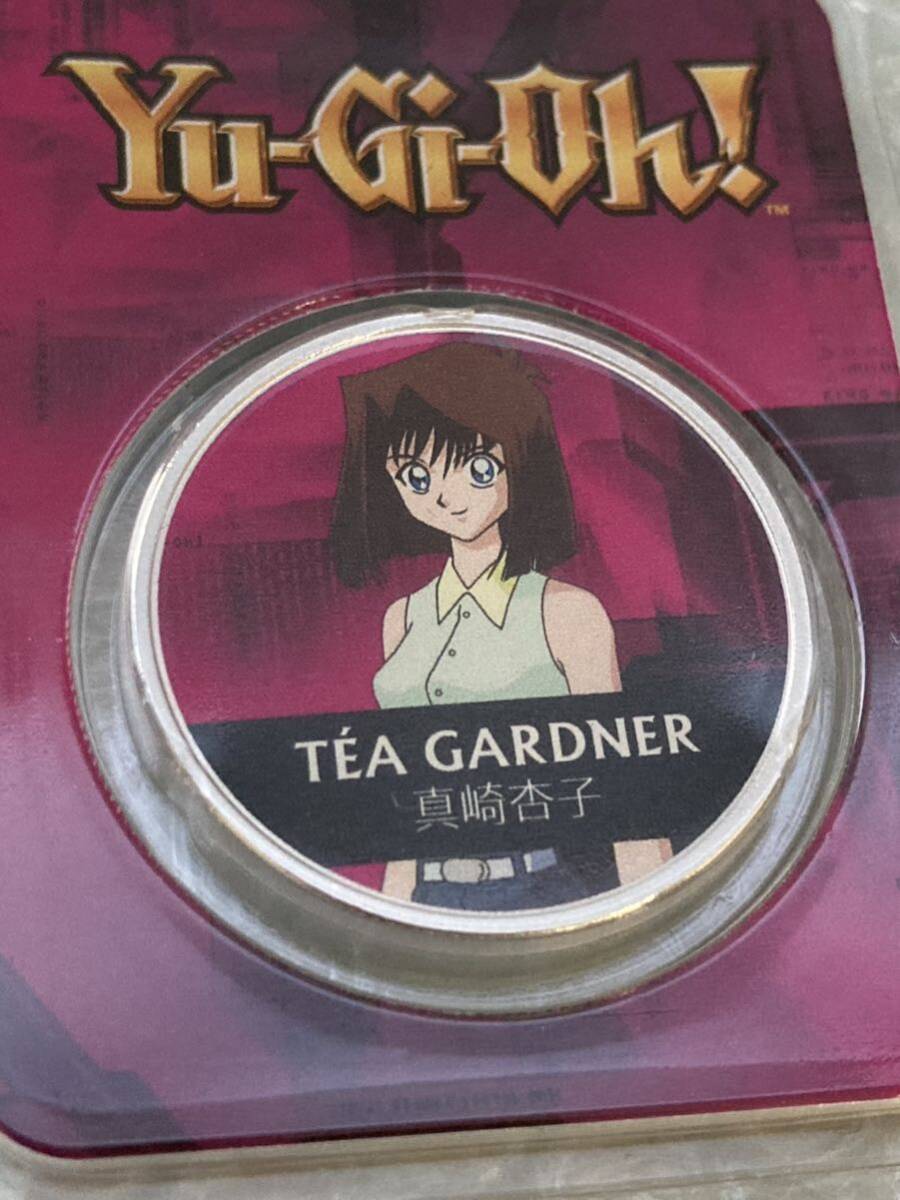 Yu-Gi-Oh!
TM
TÉA GARDNER
真崎杏子